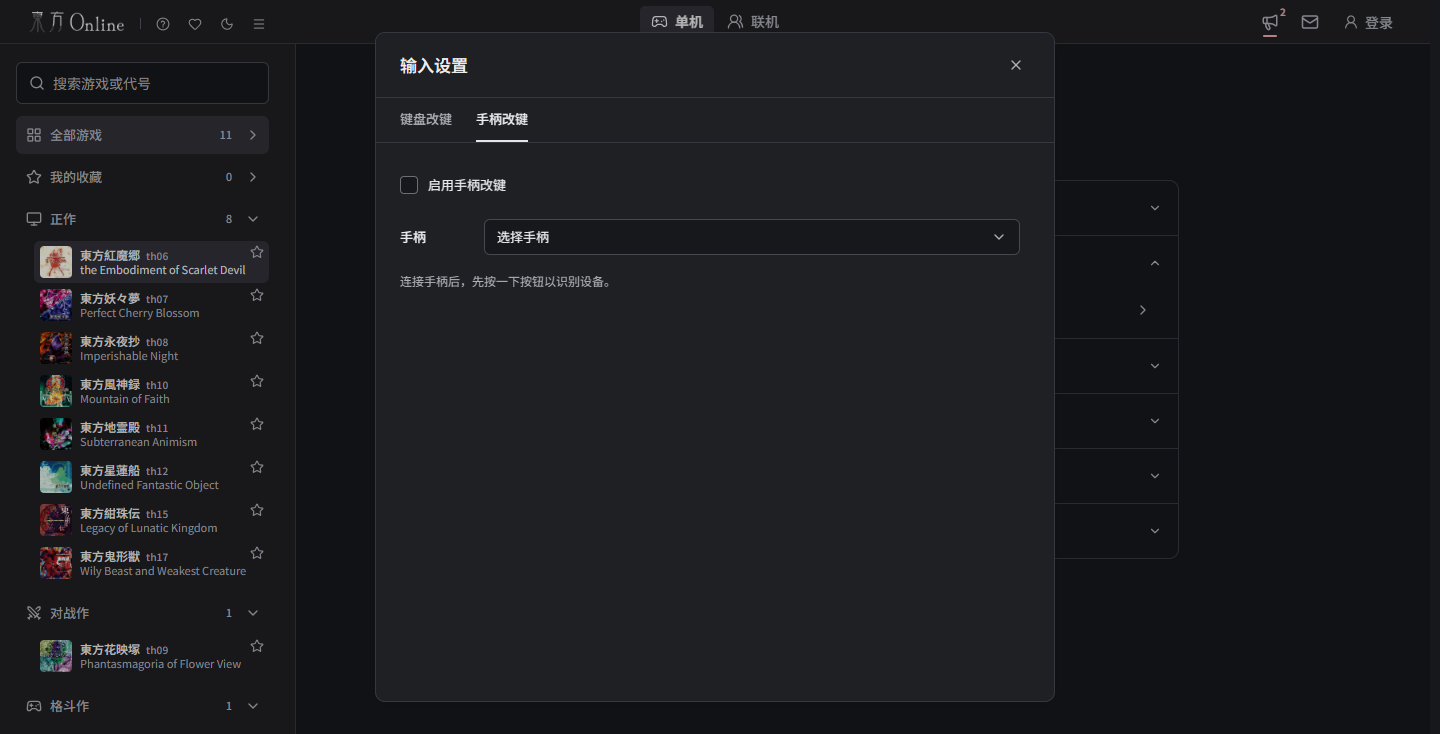 東方Online
单机
联机
2
登录
搜索游戏或代号
全部游戏 11
我的收藏 0
正作 8
東方紅魔郷 th06
the Embodiment of Scarlet Devil
東方妖々夢 th07
Perfect Cherry Blossom
東方永夜抄 th08
Imperishable Night
東方風神録 th10
Mountain of Faith
東方地霊殿 th11
Subterranean Animism
東方星蓮船 th12
Undefined Fantastic Object
東方紺珠伝 th15
Legacy of Lunatic Kingdom
東方鬼形獣 th17
Wily Beast and Weakest Creature
对战作 1
東方花映塚 th09
Phantasmagoria of Flower View
格斗作 1
输入设置
键盘改键
手柄改键
启用手柄改键
手柄
选择手柄
连接手柄后，先按一下按钮以识别设备。